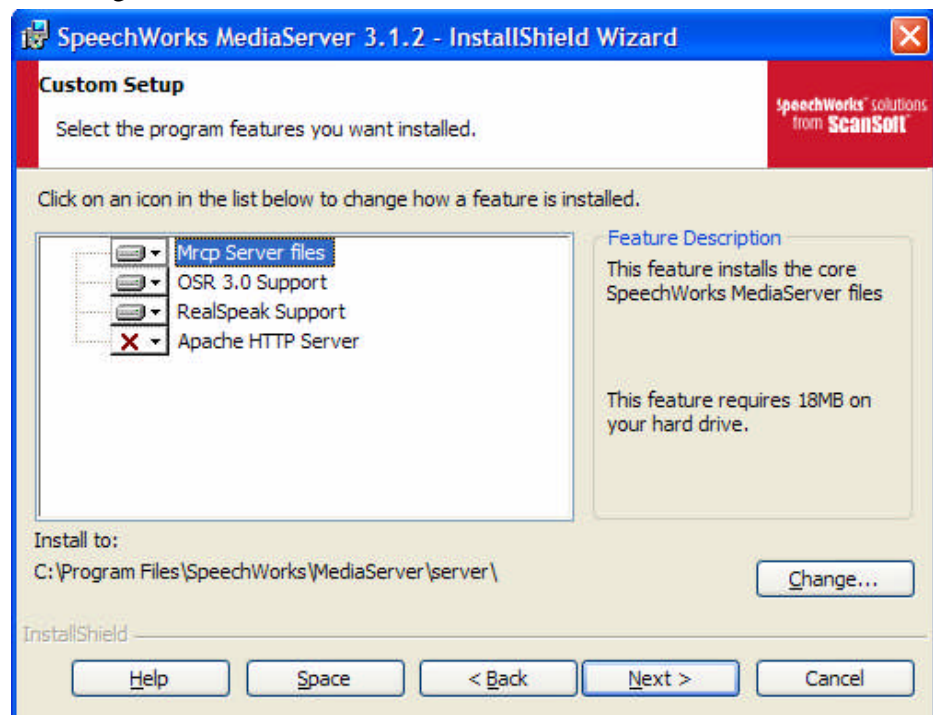 SpeechWorks MediaServer 3.1.2 - InstallShield Wizard
Custom Setup
Select the program features you want installed.
SpeechWorks™ solutions
from ScanSoft™
Click on an icon in the list below to change how a feature is installed.
Mrcp Server files
OSR 3.0 Support
RealSpeak Support
Apache HTTP Server
Feature Description
This feature installs the core
SpeechWorks MediaServer files
This feature requires 18MB on
your hard drive.
Install to:
C:\Program Files\SpeechWorks\MediaServer\server\
Change...
InstallShield
Help
Space
< Back
Next >
Cancel